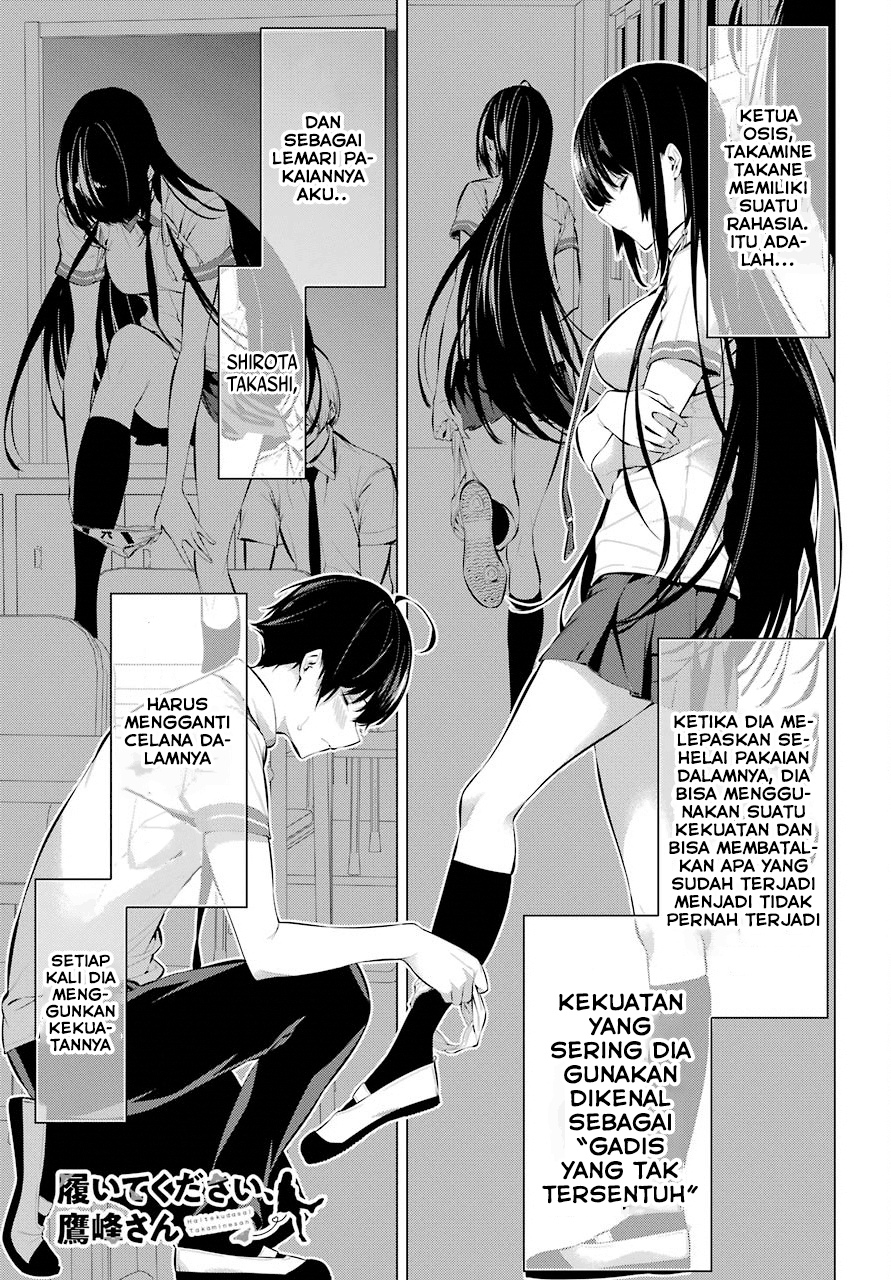 KETUA
OSIS,
TAKAMINE
TAKANE
MEMILIKI
SUATU
RAHASIA.
ITU ADA-
LAH...
KETIKA DIA ME-
LEPASKAN SE-
HELAI PAKAIAN
DALAMNYA, DIA
BISA MENGGU-
NAKAN SUATU
KEKUATAN DAN
BISA MEMBATAL-
KAN APA YANG
SUDAH TERJADI
MENJADI TIDAK
PERNAH TERJADI
KEKUATAN
YANG
SERING DIA
GUNAKAN
DIKENAL
SEBAGAI
"GADIS
YANG TAK
TERSENTUH"
DAN
SEBAGAI
LEMARI PA-
KAIANNYA
AKU..
SHIROTA
TAKASHI,
HARUS
MENGGANTI
CELANA DA-
LAMNYA
SETIAP
KALI DIA
MENG-
GUNKAN
KEKUA-
TANNYA
履いてください、
鷹峰さん
Haitekudasai
Takaminesan